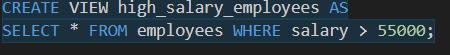 CREATE VIEW high_salary_employees AS
SELECT * FROM employees WHERE salary > 55000;